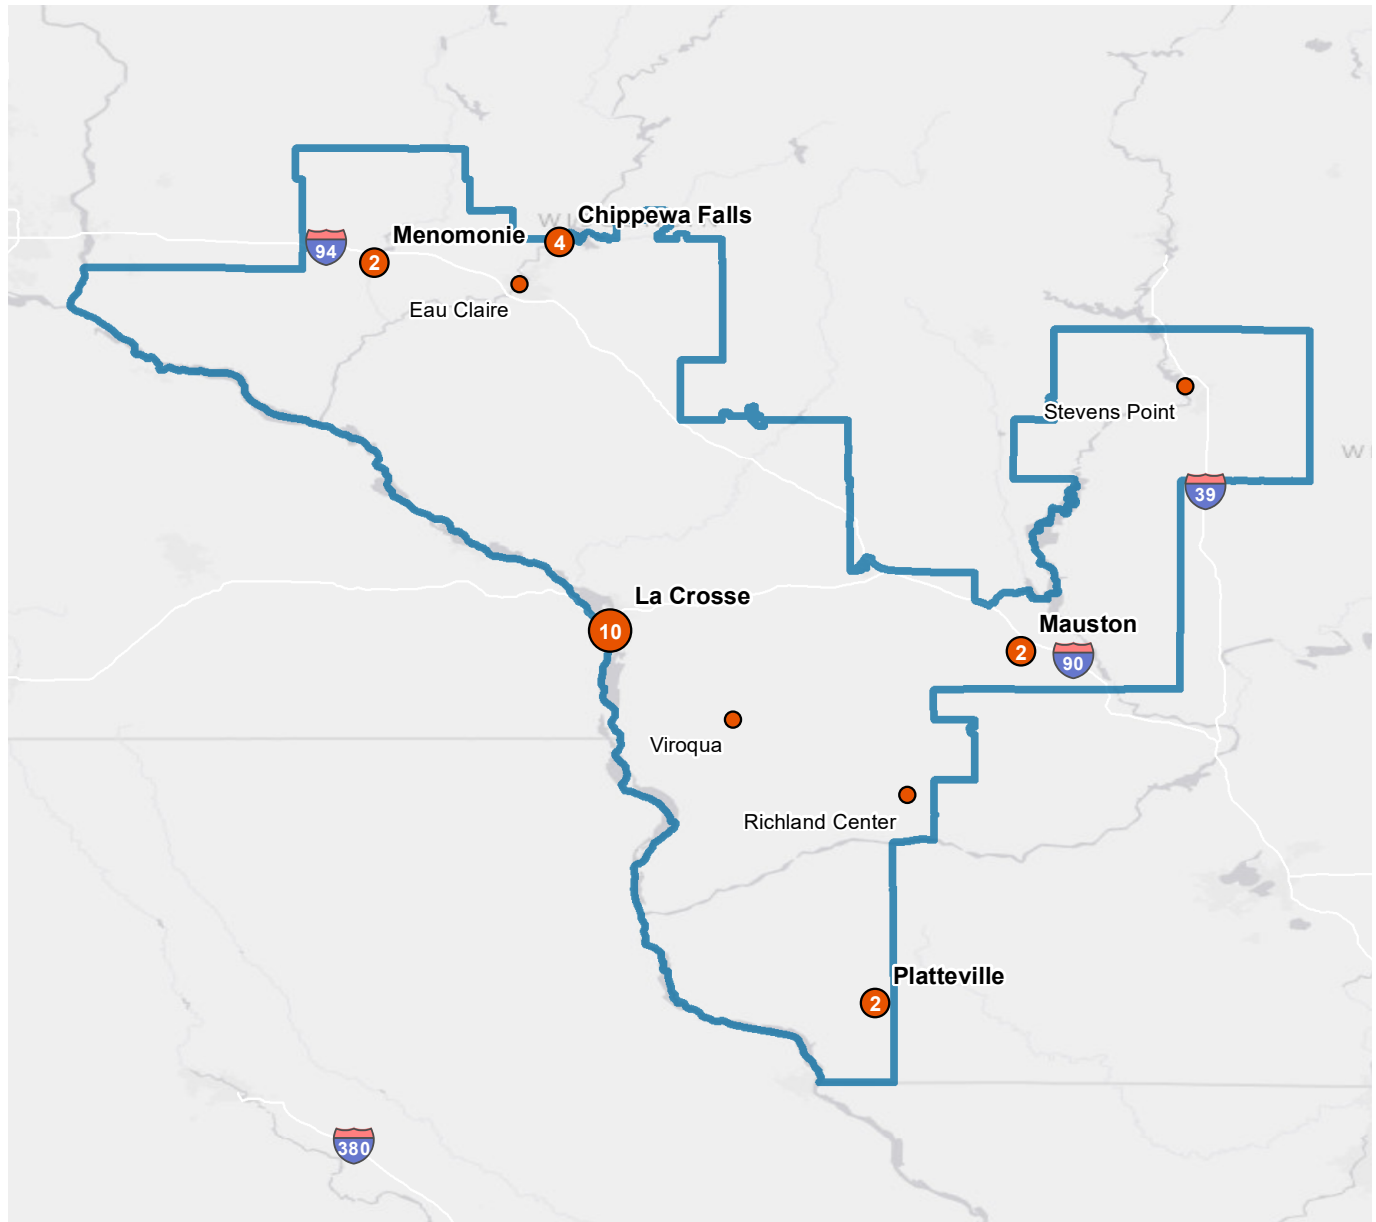 Chippewa Falls
Menomonie
94
4
2
Eau Claire
Stevens Point
39
La Crosse
10
Mauston
2
90
Viroqua
Richland Center
Platteville
2
380